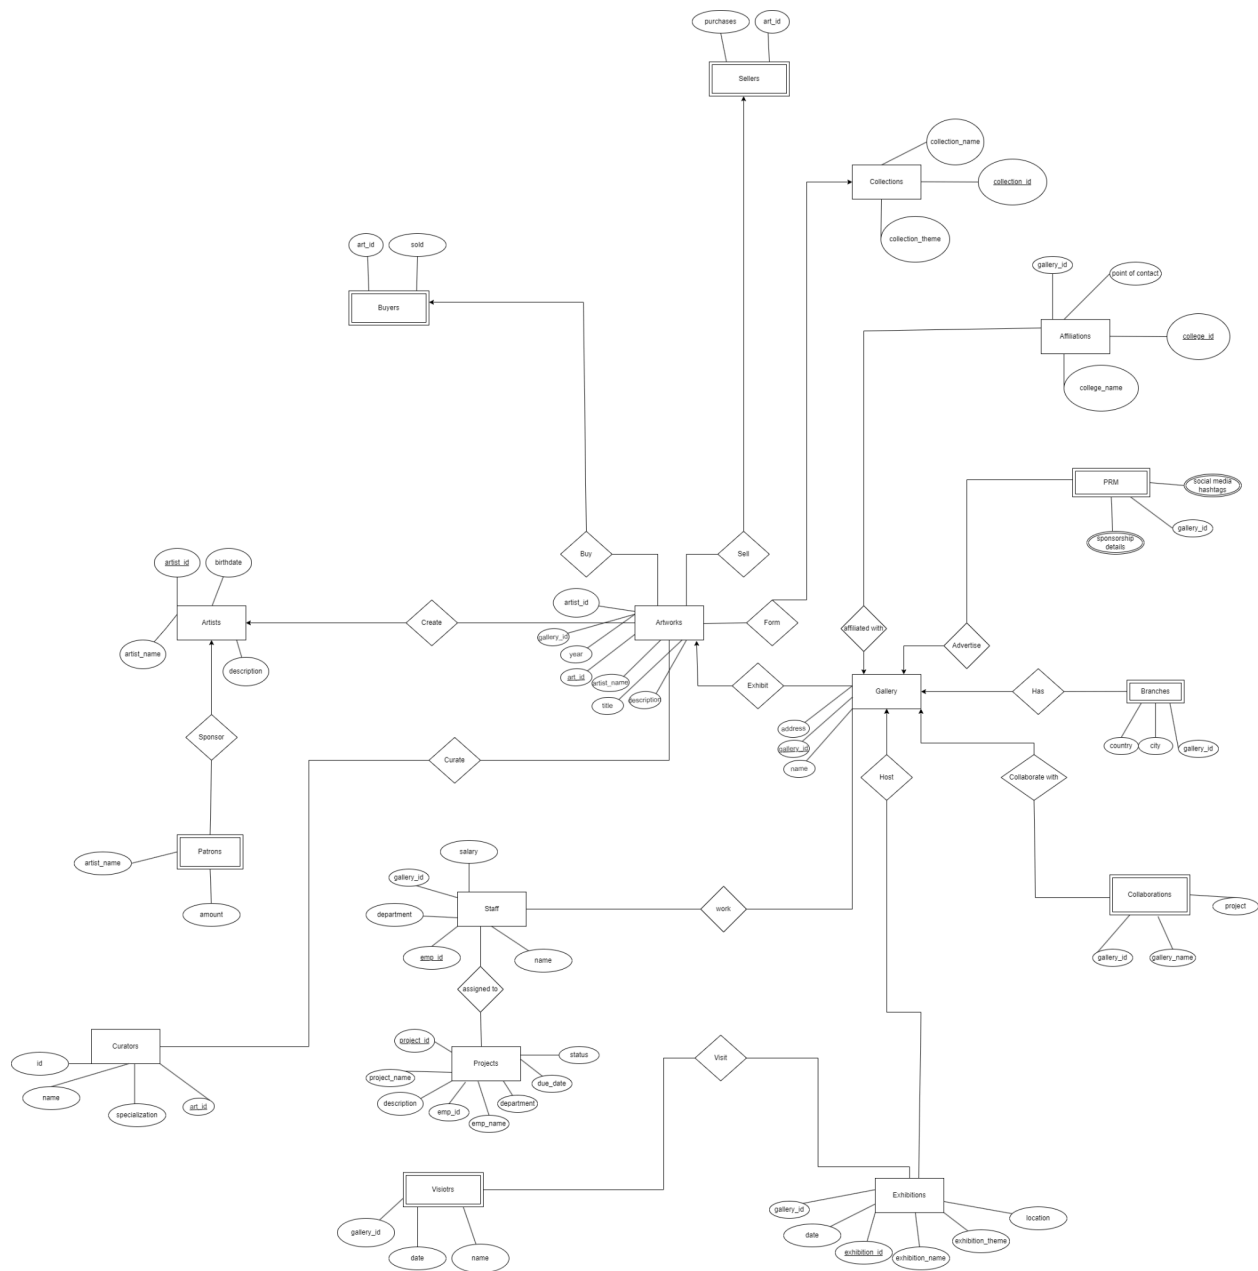 purchases
art_id
Sellers
collection_name
Collections
collection_id
collection_theme
art_id
sold
Buyers
gallery_id
point of contact
Affiliations
college_id
college_name
PRM
social media
hashtags
gallery_id
sponsorship
details
artist_id
birthdate
Artists
artist_name
description
Create
Buy
Sell
artist_id
Artworks
gallery_id
year
art_id
artist_name
title
description
Form
affiliated with
Advertise
Exhibit
Gallery
address
gallery_id
name
Has
Branches
country
city
gallery_id
Sponsor
Curate
Host
Collaborate with
artist_name
Patrons
amount
salary
gallery_id
department
Staff
emp_id
name
work
Collaborations
project
gallery_id
gallery_name
assigned to
Curators
id
name
specialization
art_id
project_id
Projects
status
project_name
due_date
description
department
emp_id
emp_name
Visit
Visiotrs
gallery_id
date
name
Exhibitions
gallery_id
date
exhibition_id
exhibition_name
exhibition_theme
location